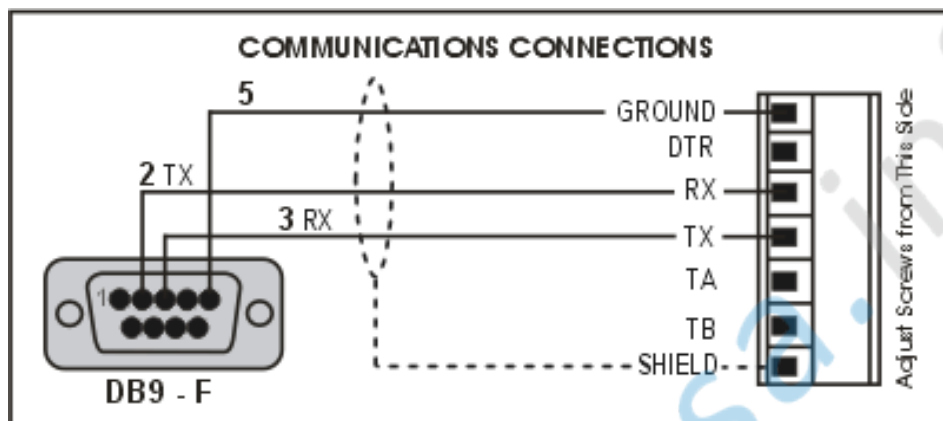 COMMUNICATIONS CONNECTIONS
5
GROUND
DTR
2 TX
RX
3 RX
TX
TA
TB
SHIELD
1
DB9 - F
Adjust Screws from This Side